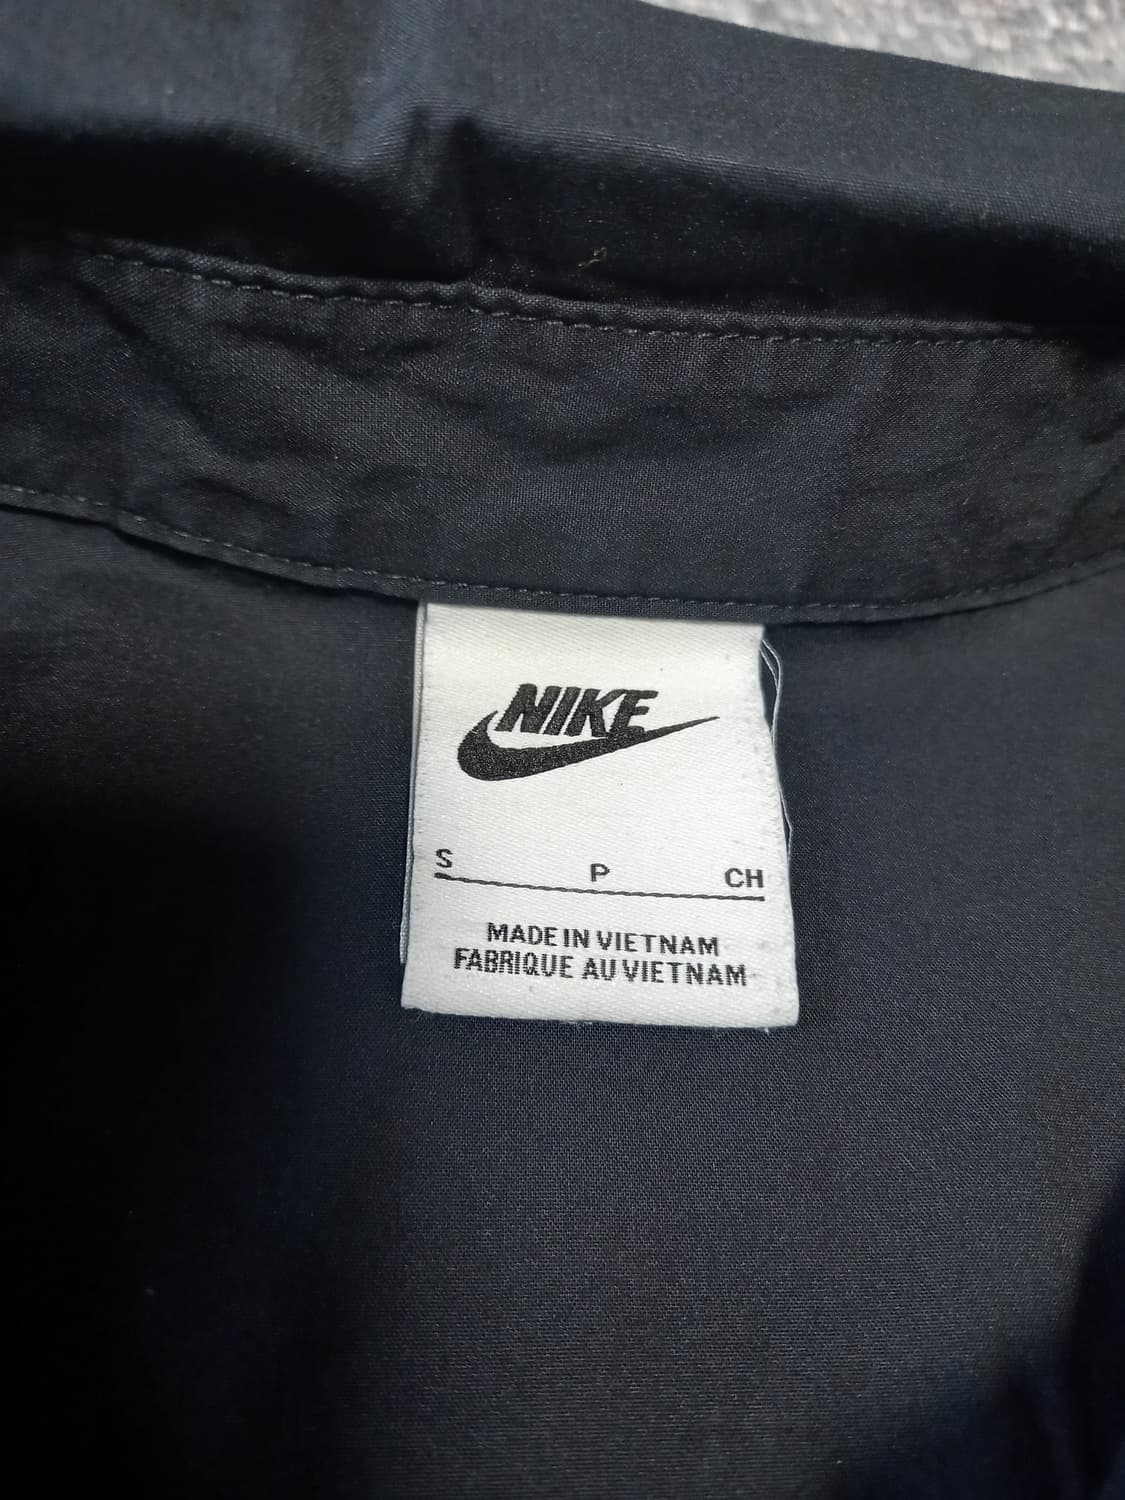 NIKE
S P CH
MADE IN VIETNAM
FABRIQUE AU VIETNAM